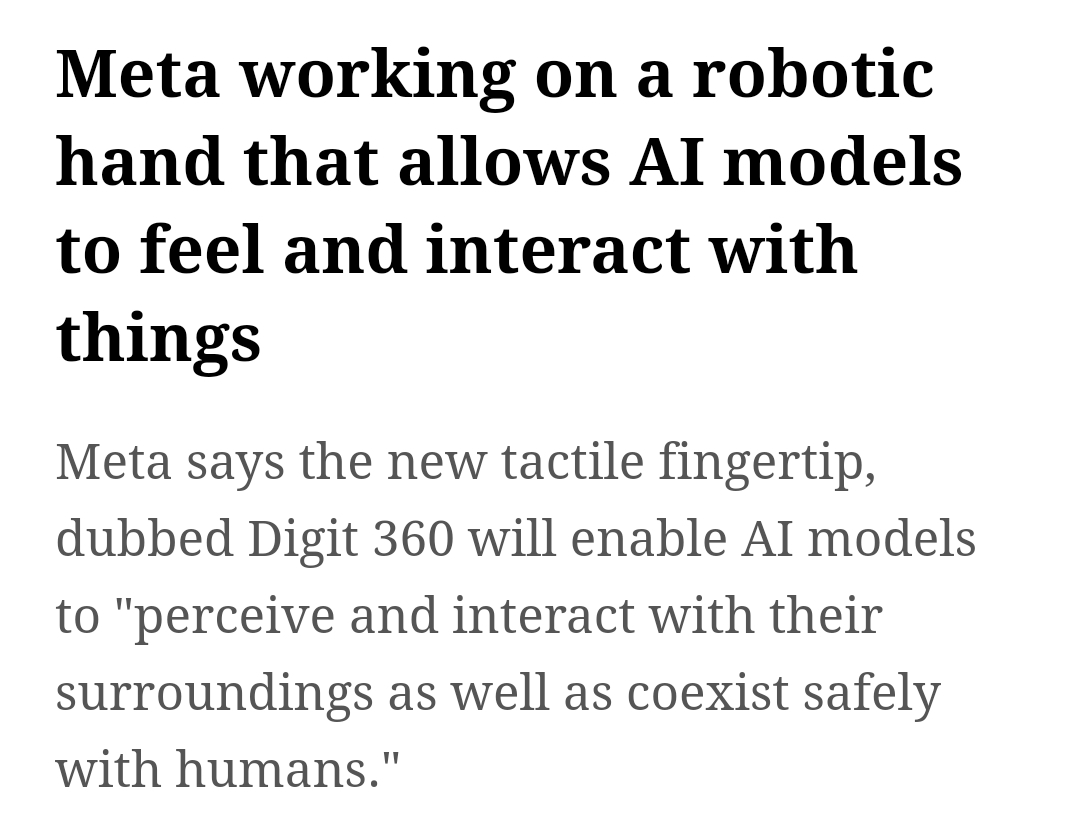 Meta working on a robotic
hand that allows AI models
to feel and interact with
things
Meta says the new tactile fingertip,
dubbed Digit 360 will enable AI models
to "perceive and interact with their
surroundings as well as coexist safely
with humans."